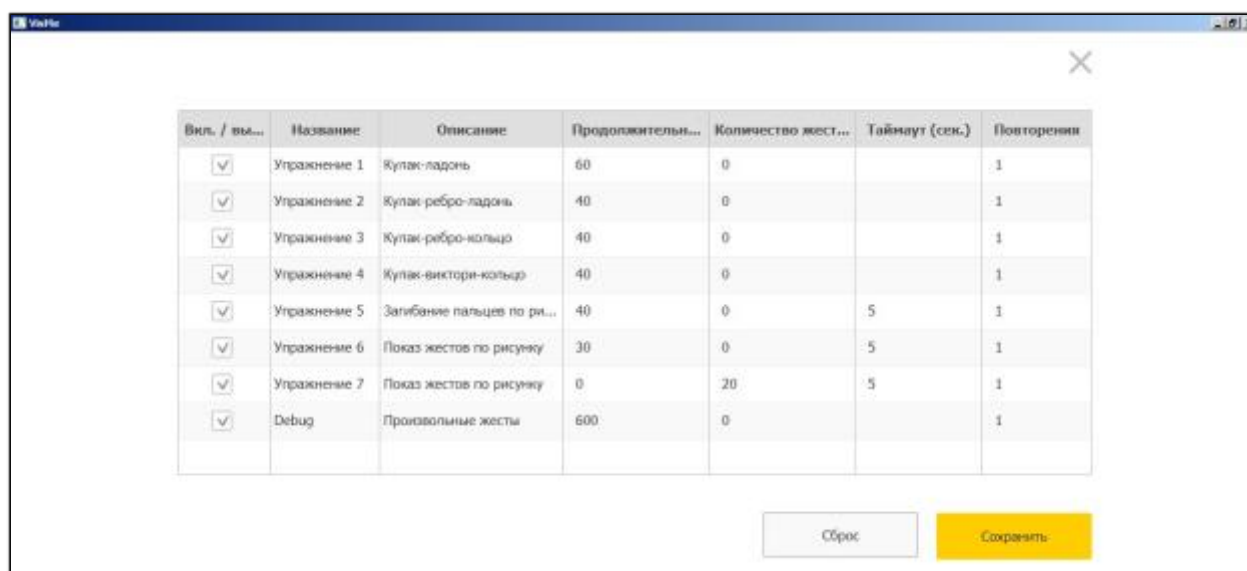 VisMio
Вкл. / вы... Название Описание Продолжительн... Количество жест... Таймаут (сек.) Повторения
Упражнение 1 Кулак-ладонь 60 0 1
Упражнение 2 Кулак-ребро-ладонь 40 0 1
Упражнение 3 Кулак-ребро-кольцо 40 0 1
Упражнение 4 Кулак-виктори-кольцо 40 0 1
Упражнение 5 Загибание пальцев по ри... 40 0 5 1
Упражнение 6 Показ жестов по рисунку 30 0 5 1
Упражнение 7 Показ жестов по рисунку 0 20 5 1
Debug Произвольные жесты 600 0 1
Сброс Сохранить